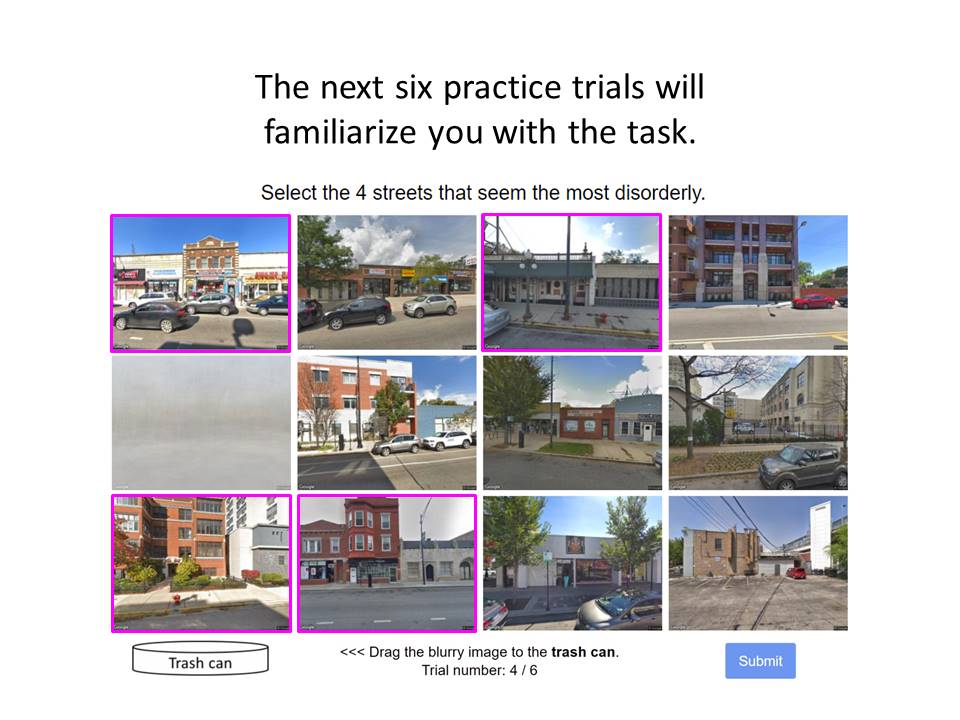 The next six practice trials will
familiarize you with the task.
Select the 4 streets that seem the most disorderly.
Trash can
<<< Drag the blurry image to the trash can.
Trial number: 4 / 6
Submit